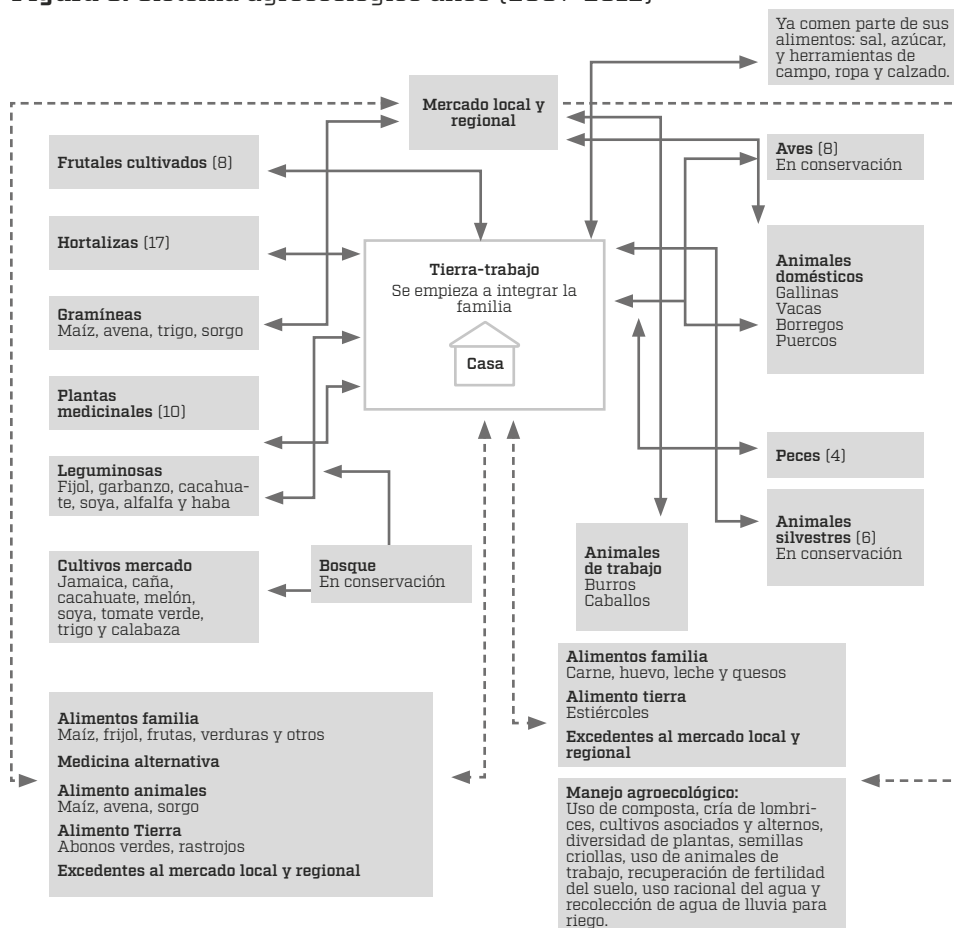 Ya comen parte de sus
alimentos: sal, azúcar,
y herramientas de
campo, ropa y calzado.
Mercado local y
regional
Frutales cultivados (8)
Aves (8)
En conservación
Hortalizas (17)
Tierra-trabajo
Se empieza a integrar la
familia
Casa
Animales
domésticos
Gallinas
Vacas
Borregos
Puercos
Gramíneas
Maíz, avena, trigo, sorgo
Plantas
medicinales (10)
Leguminosas
Fijol, garbanzo, cacahua-
te, soya, alfalfa y haba
Peces (4)
Animales
silvestres (6)
En conservación
Cultivos mercado
Jamaica, caña,
cacahuate, melón,
soya, tomate verde,
trigo y calabaza
Bosque
En conservación
Animales
de trabajo
Burros
Caballos
Alimentos familia
Carne, huevo, leche y quesos
Alimento tierra
Estiércoles
Excedentes al mercado local y
regional
Alimentos familia
Maíz, frijol, frutas, verduras y otros
Medicina alternativa
Alimento animales
Maíz, avena, sorgo
Alimento Tierra
Abonos verdes, rastrojos
Excedentes al mercado local y regional
Manejo agroecológico:
Uso de composta, cría de lombri-
ces, cultivos asociados y alternos,
diversidad de plantas, semillas
criollas, uso de animales de
trabajo, recuperación de fertilidad
del suelo, uso racional del agua y
recolección de agua de lluvia para
riego.